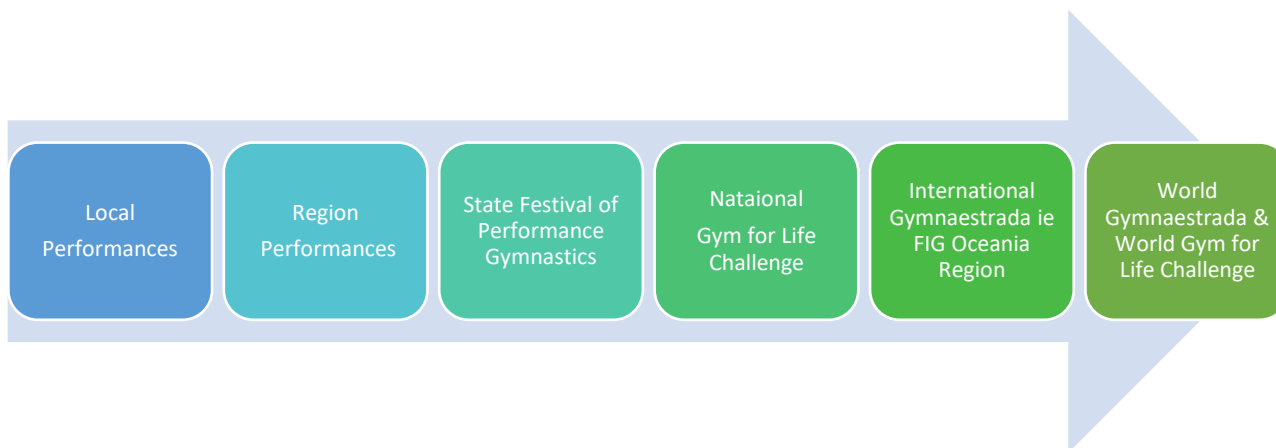 Local
Performances
Region
Performances
State Festival of
Performance
Gymnastics
Nataional
Gym for Life
Challenge
International
Gymnaestrada ie
FIG Oceania
Region
World
Gymnaestrada &
World Gym for
Life Challenge